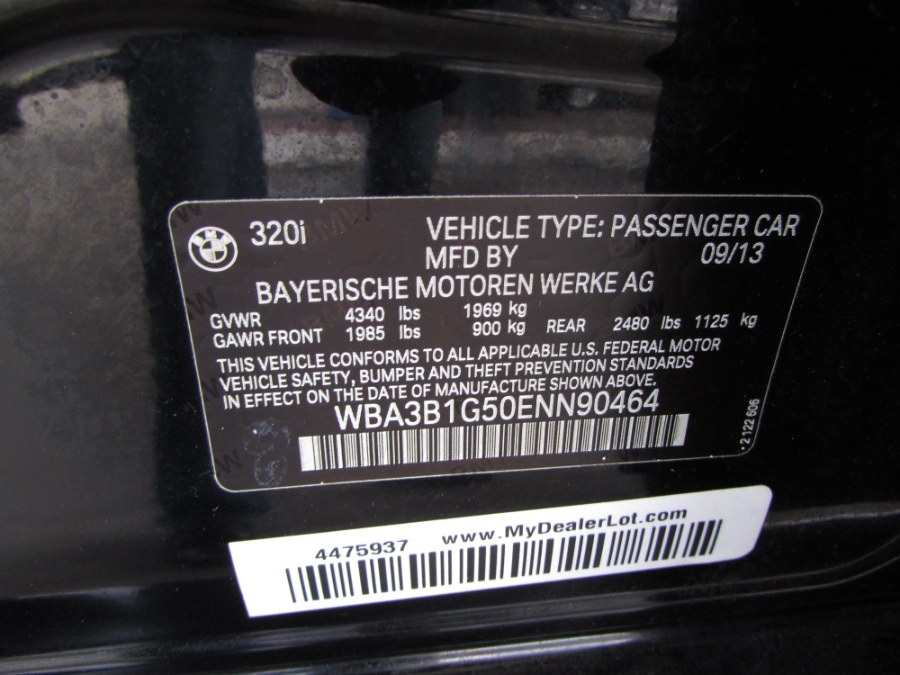 320i VEHICLE TYPE: PASSENGER CAR
MFD BY 09/13
BAYERISCHE MOTOREN WERKE AG
GVWR 4340 lbs 1969 kg
GAWR FRONT 1985 lbs 900 kg REAR 2480 lbs 1125 kg
THIS VEHICLE CONFORMS TO ALL APPLICABLE U.S. FEDERAL MOTOR
VEHICLE SAFETY, BUMPER AND THEFT PREVENTION STANDARDS
IN EFFECT ON THE DATE OF MANUFACTURE SHOWN ABOVE.
WBA3B1G50ENN90464
2 122 606
4475937 www.MyDealerLot.com